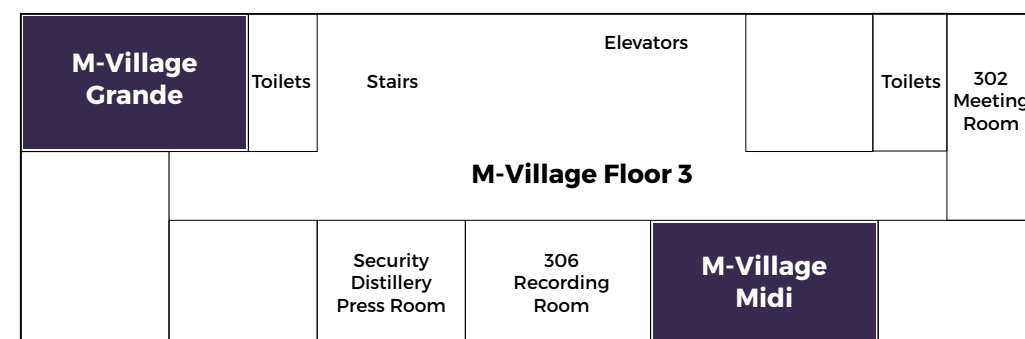 M-Village
Grande
Toilets
Stairs
Elevators
Toilets
302
Meeting
Room
M-Village Floor 3
Security
Distillery
Press Room
306
Recording
Room
M-Village
Midi